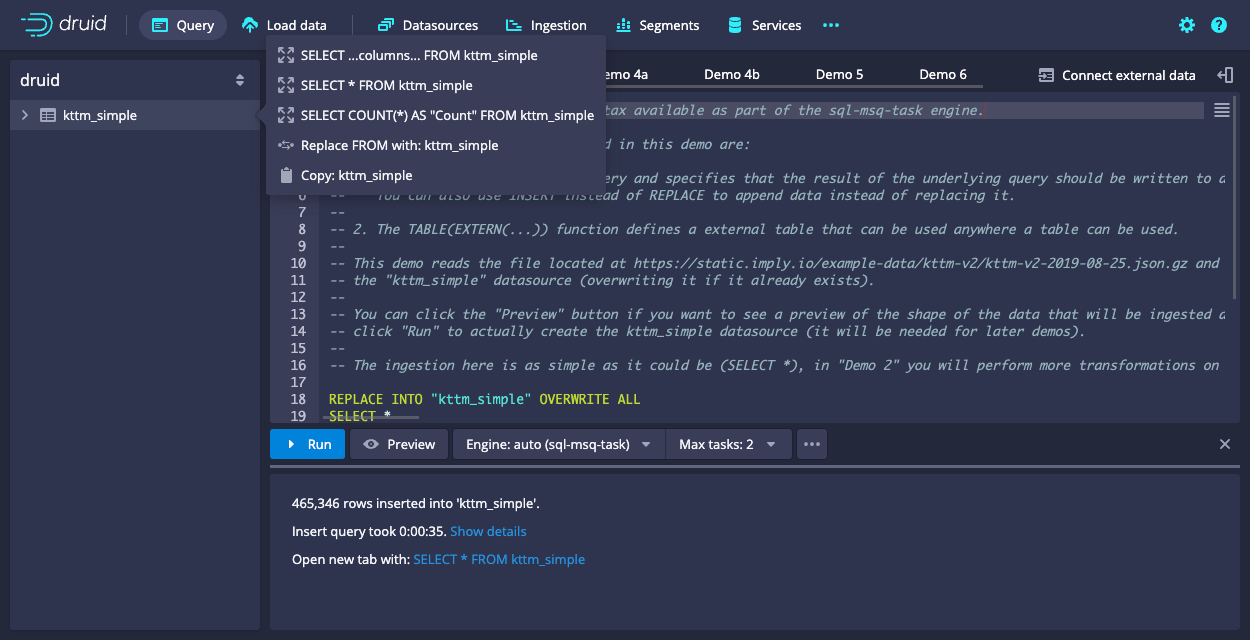 druid
Query
Load data
Datasources
Ingestion
Segments
Services
druid
kttm_simple
SELECT ...columns... FROM kttm_simple
SELECT * FROM kttm_simple
SELECT COUNT(*) AS "Count" FROM kttm_simple
Replace FROM with: kttm_simple
Copy: kttm_simple
Demo 4b
Demo 5
Demo 6
Connect external data
available as part of the sql-msq-task engine.
in this demo are:
and specifies that the result of the underlying query should be written to
-- You can also use INSERT instead of REPLACE to append data instead of replacing it.
7 --
8 -- 2. The TABLE(EXTERN(...)) function defines a external table that can be used anywhere a table can be used.
9 --
10 -- This demo reads the file located at https://static.imply.io/example-data/kttm-v2/kttm-v2-2019-08-25.json.gz and
11 -- the "kttm_simple" datasource (overwriting it if it already exists).
12 --
13 -- You can click the "Preview" button if you want to see a preview of the shape of the data that will be ingested
14 -- click "Run" to actually create the kttm_simple datasource (it will be needed for later demos).
15 --
16 -- The ingestion here is as simple as it could be (SELECT *), in "Demo 2" you will perform more transformations on
17
18 REPLACE INTO "kttm_simple" OVERWRITE ALL
19 SELECT *
Run
Preview
Engine: auto (sql-msq-task)
Max tasks: 2
465,346 rows inserted into 'kttm_simple'.
Insert query took 0:00:35. Show details
Open new tab with: SELECT * FROM kttm_simple